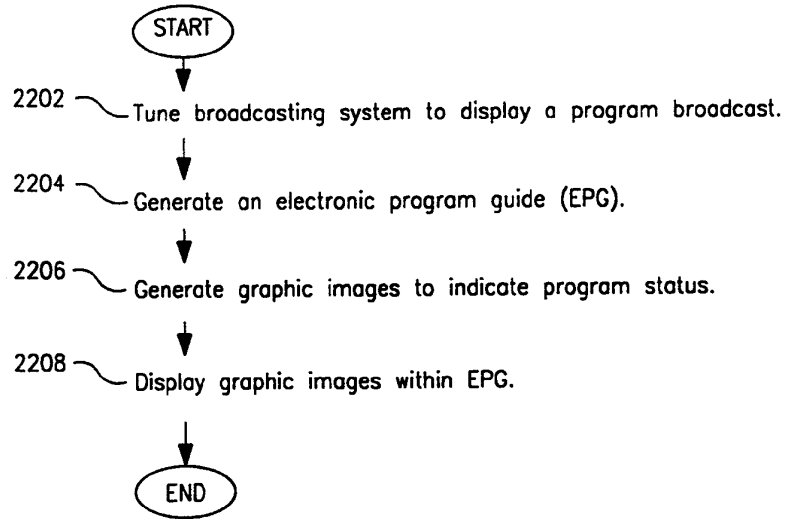 START
2202 Tune broadcasting system to display a program broadcast.
2204 Generate an electronic program guide (EPG).
2206 Generate graphic images to indicate program status.
2208 Display graphic images within EPG.
END